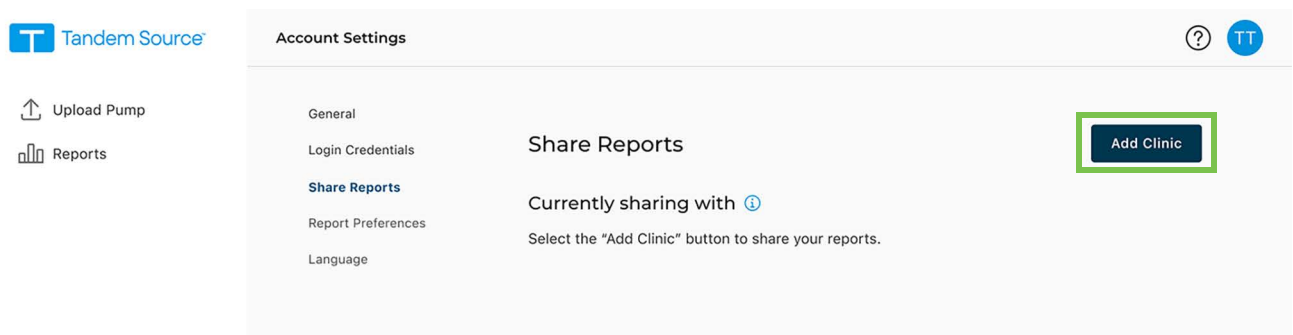 T Tandem Source™
Account Settings
? TT
Upload Pump
Reports
General
Login Credentials
Share Reports
Report Preferences
Language
Share Reports
Add Clinic
Currently sharing with i
Select the “Add Clinic” button to share your reports.